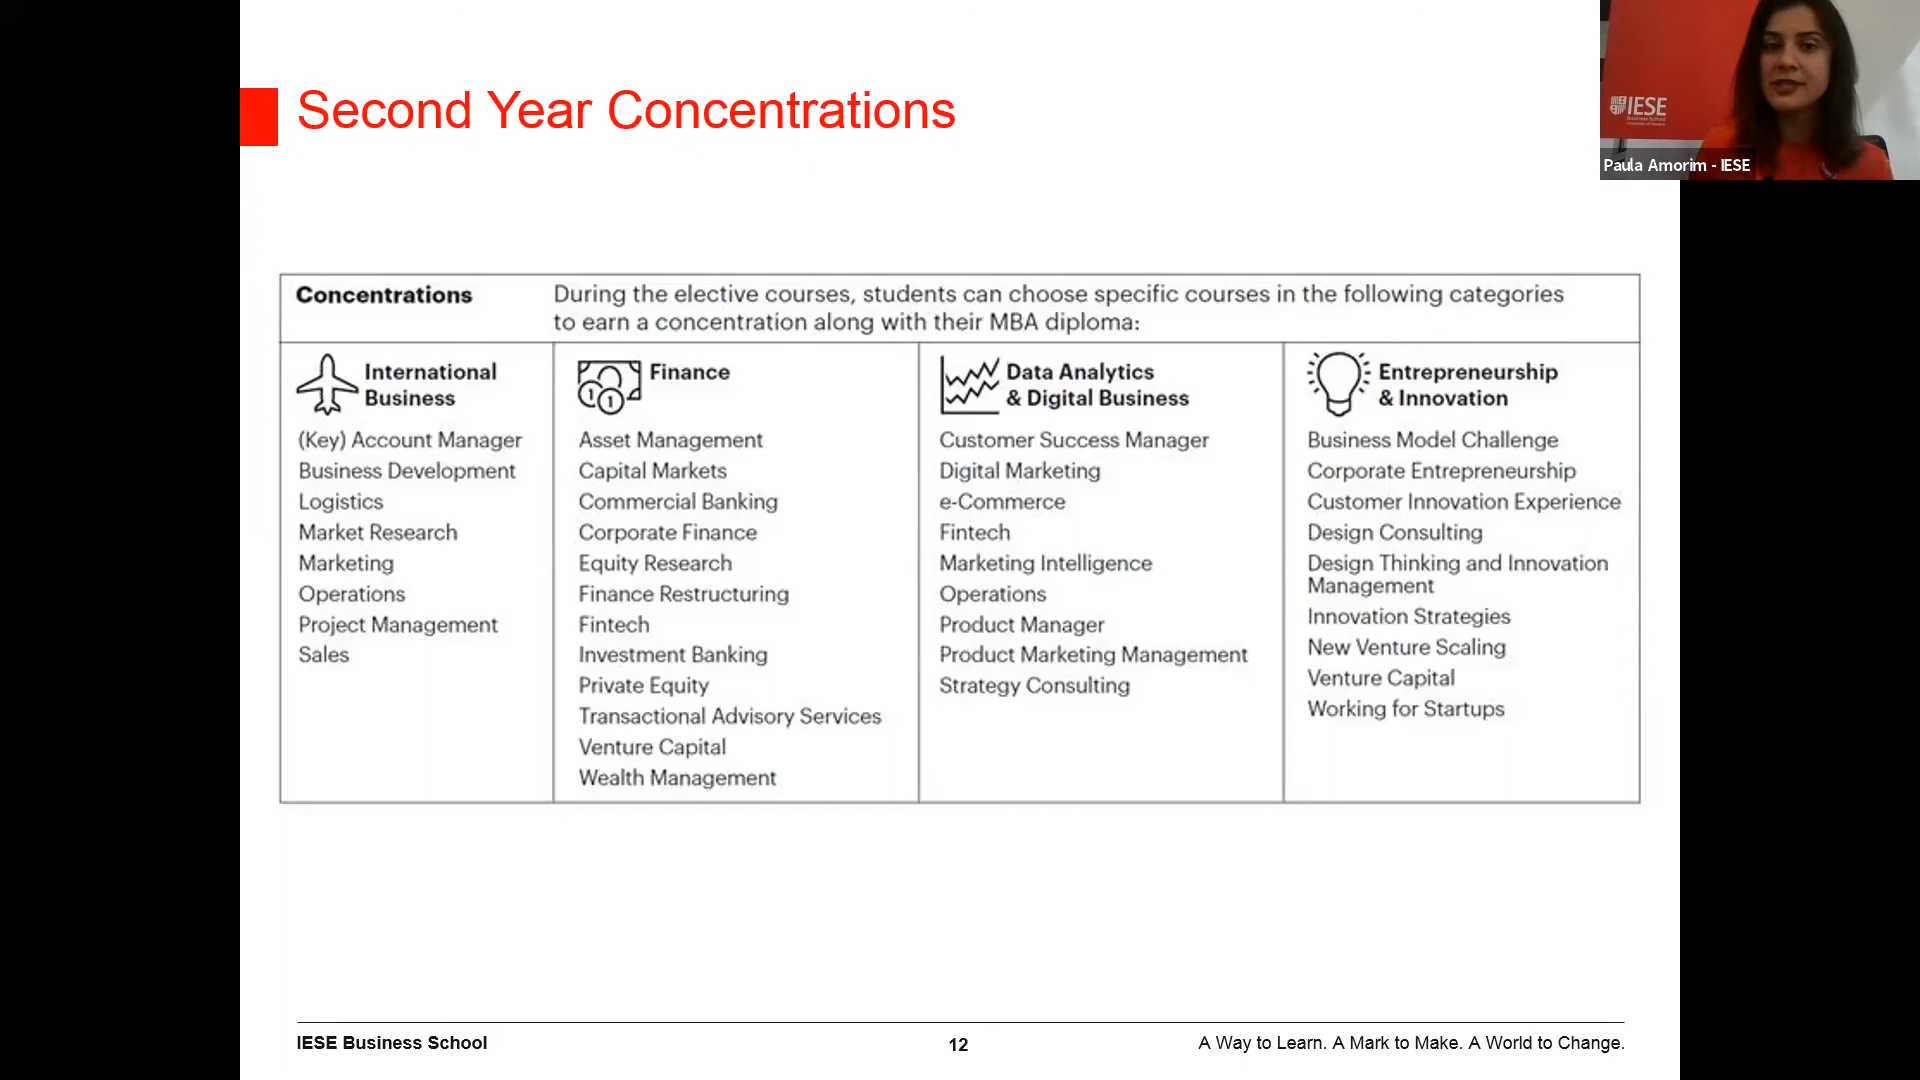 Second Year Concentrations
IESE
Business School
Paula Amorim - IESE
Concentrations
During the elective courses, students can choose specific courses in the following categories
to earn a concentration along with their MBA diploma:
International
Business
(Key) Account Manager
Business Development
Logistics
Market Research
Marketing
Operations
Project Management
Sales
Finance
Asset Management
Capital Markets
Commercial Banking
Corporate Finance
Equity Research
Finance Restructuring
Fintech
Investment Banking
Private Equity
Transactional Advisory Services
Venture Capital
Wealth Management
Data Analytics
& Digital Business
Customer Success Manager
Digital Marketing
e-Commerce
Fintech
Marketing Intelligence
Operations
Product Manager
Product Marketing Management
Strategy Consulting
Entrepreneurship
& Innovation
Business Model Challenge
Corporate Entrepreneurship
Customer Innovation Experience
Design Consulting
Design Thinking and Innovation
Management
Innovation Strategies
New Venture Scaling
Venture Capital
Working for Startups
IESE Business School
12
A Way to Learn. A Mark to Make. A World to Change.